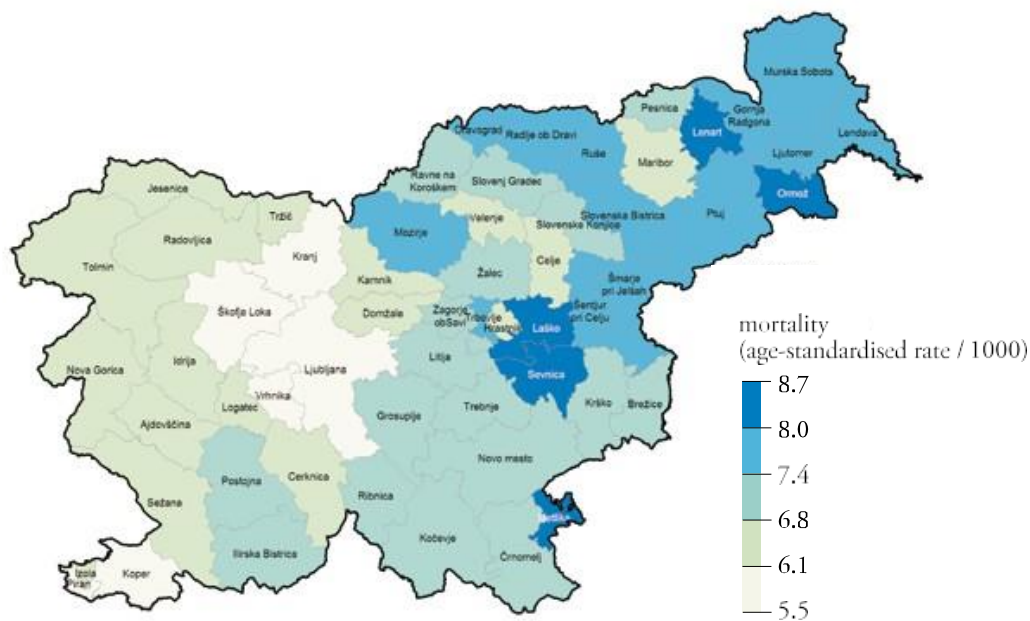 Murska Sobota
Pesnica
Gornja
Radgona
Lenart
Lendava
Dravograd
Radlje ob Dravi
Ruše
Maribor
Ljutomer
Ormož
Ravne na
Koroškem
Slovenj Gradec
Jesenice
Tržič
Velenje
Slovenska Bistrica
Slovenske Konjice
Ptuj
Mozirje
Radovljica
Kranj
Celje
Tolmin
Kamnik
Žalec
Šmarje
pri Jelšah
Škofja Loka
Domžale
Zagorje
obSavi
Trbovlje
Hrastnik
Šentjur
pri Celju
Laško
mortality
(age-standardised rate / 1000)
Idrija
Litija
Nova Gorica
Ljubljana
Sevnica
8.7
Vrhnika
Logatec
Grosuplje
Trebnje
Krško
Brežice
8.0
Ajdovščina
Novo mesto
7.4
Postojna
Cerknica
Sežana
Ribnica
6.8
Kočevje
Črnomelj
Ilirska Bistrica
6.1
Izola
Piran
Koper
5.5